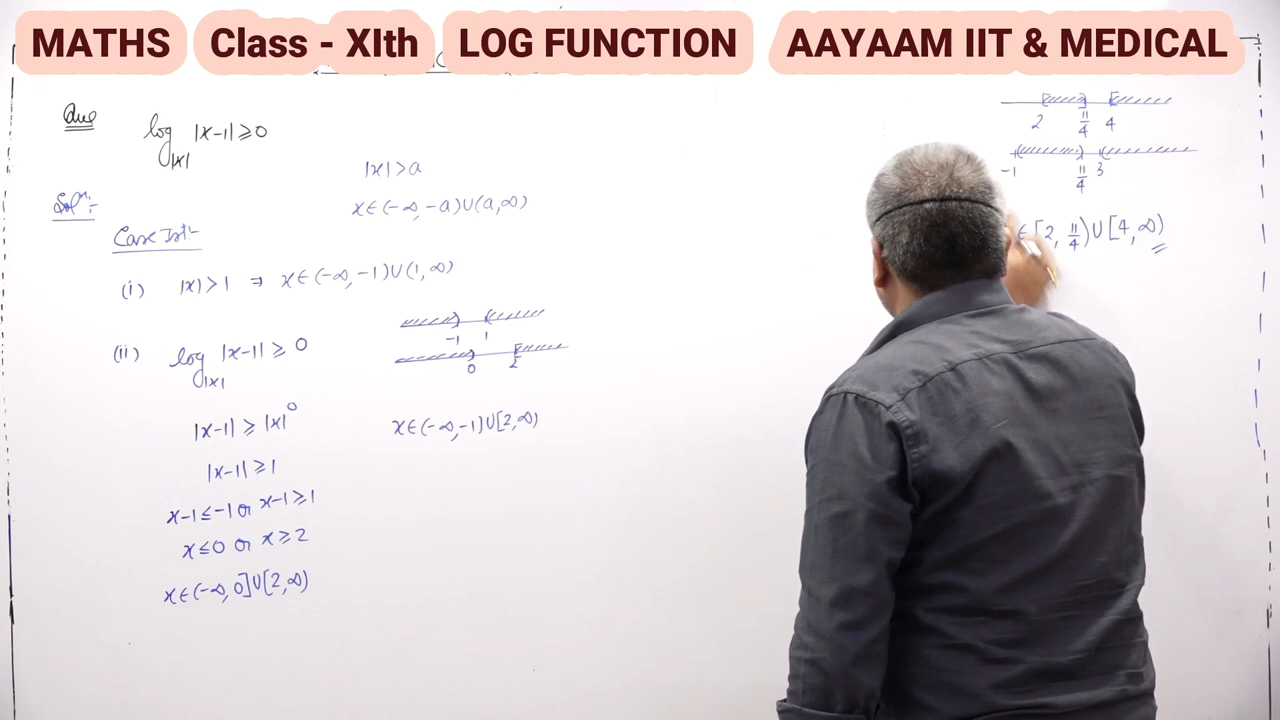 MATHS Class - XIth LOG FUNCTION AAYAAM IIT & MEDICAL
Que log|x| |x-1| ≥ 0
Solⁿ:-
|x| > a
x ∈ (-∞, -a) ∪ (a, ∞)
Case Ist:-
(i) |x| > 1 ⇒ x ∈ (-∞, -1) ∪ (1, ∞)
-1 1
(ii) log|x| |x-1| ≥ 0
0 2
|x-1| ≥ |x|⁰
x ∈ (-∞, -1) ∪ [2, ∞)
|x-1| ≥ 1
x-1 ≤ -1 or x-1 ≥ 1
x ≤ 0 or x ≥ 2
x ∈ (-∞, 0] ∪ [2, ∞)
2 11/4 4
-1 11/4 3
∈ [2, 11/4) ∪ [4, ∞)